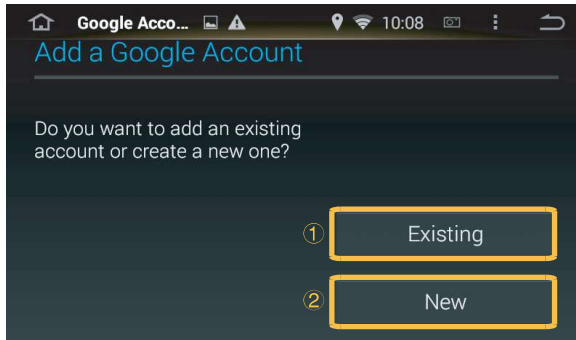 Google Acco... 10:08
Add a Google Account
Do you want to add an existing
account or create a new one?
① Existing
② New